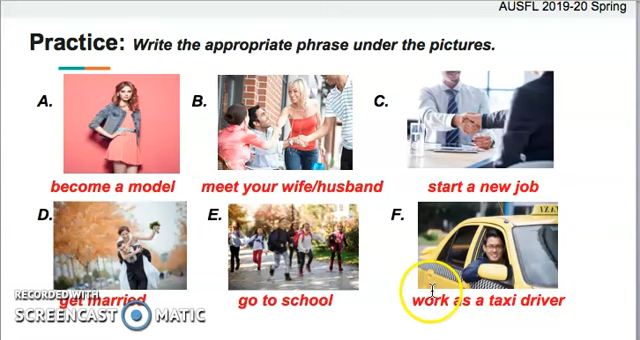 AUSFL 2019-20 Spring
Practice: Write the appropriate phrase under the pictures.
A.
B.
C.
become a model
meet your wife/husband
start a new job
D.
E.
F.
TAXI
get married
go to school
work as a taxi driver
RECORDED WITH
SCREENCAST MATIC